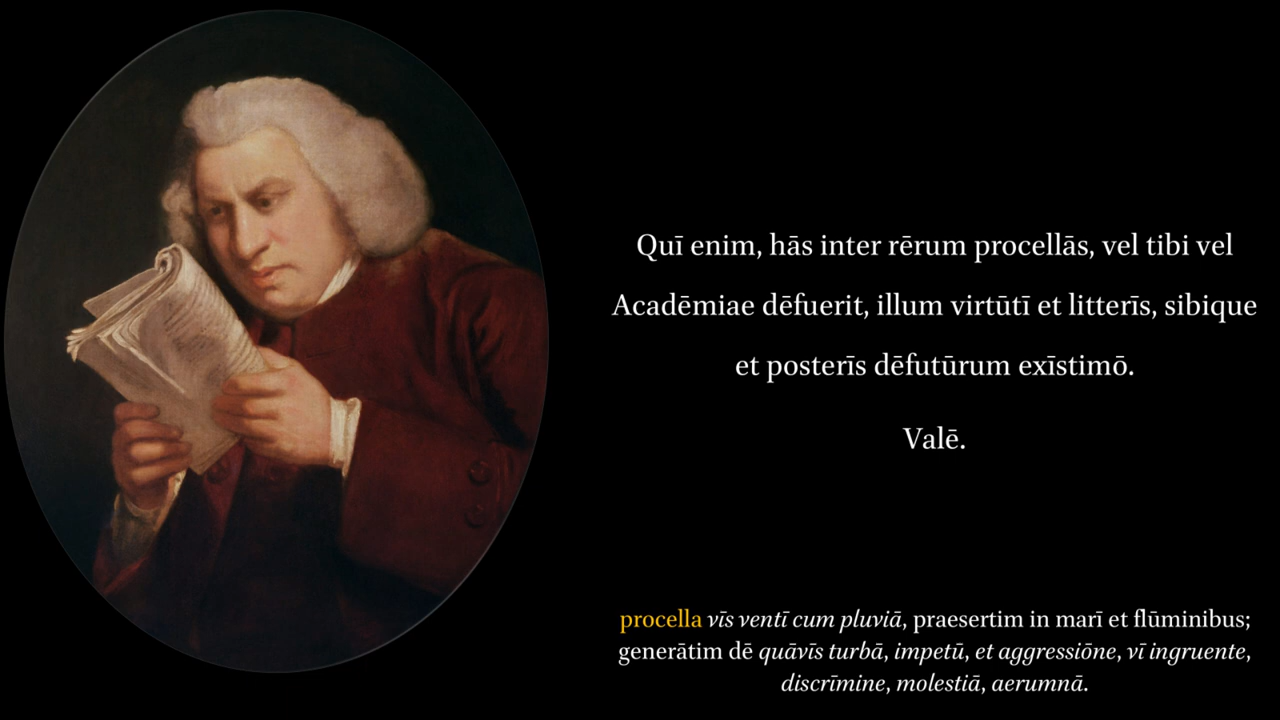 Quī enim, hās inter rērum procellās, vel tibi vel
Acadēmiae dēfuerit, illum virtūtī et litterīs, sibique
et posterīs dēfutūrum exīstimō.
Valē.
procella vīs ventī cum pluviā, praesertim in marī et flūminibus;
generātim dē quāvīs turbā, impetū, et aggressiōne, vī ingruente,
discrīmine, molestiā, aerumnā.